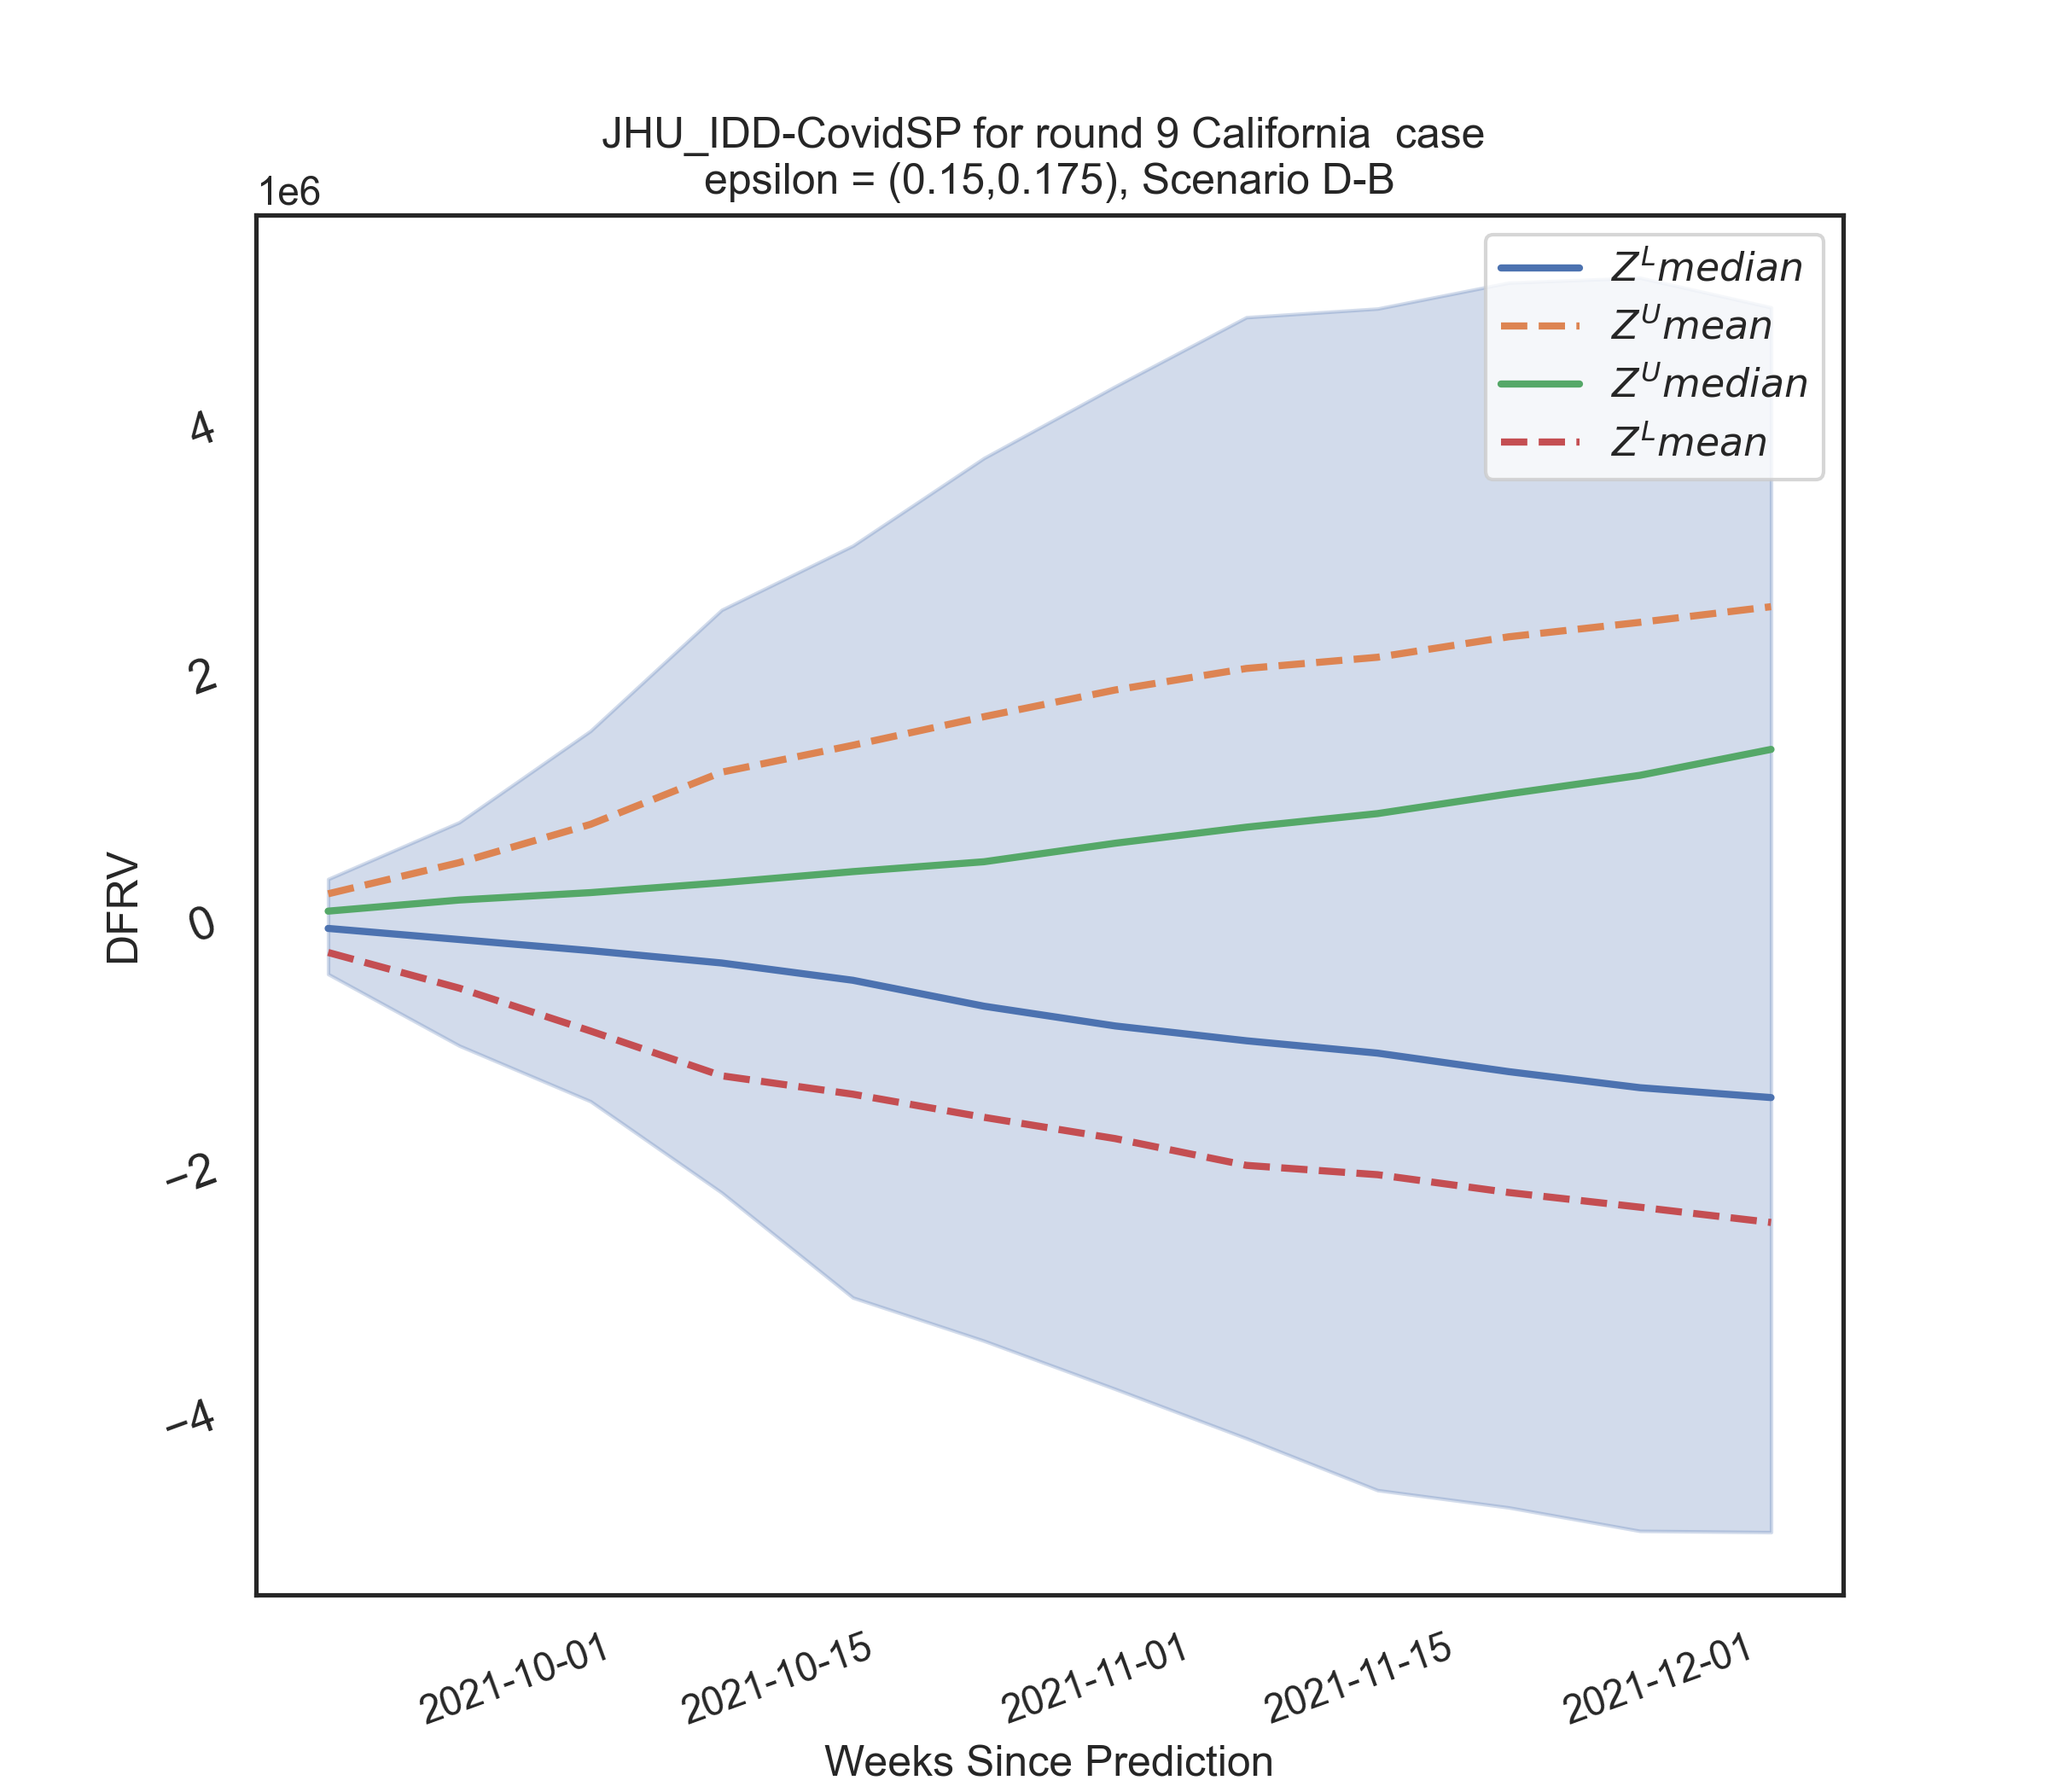 JHU_IDD-CovidSP for round 9 California  case
epsilon = (0.15,0.175), Scenario D-B
1e6
Z^L median
Z^U mean
Z^U median
Z^L mean
4
2
0
−2
−4
DFRV
2021-10-01
2021-10-15
2021-11-01
2021-11-15
2021-12-01
Weeks Since Prediction